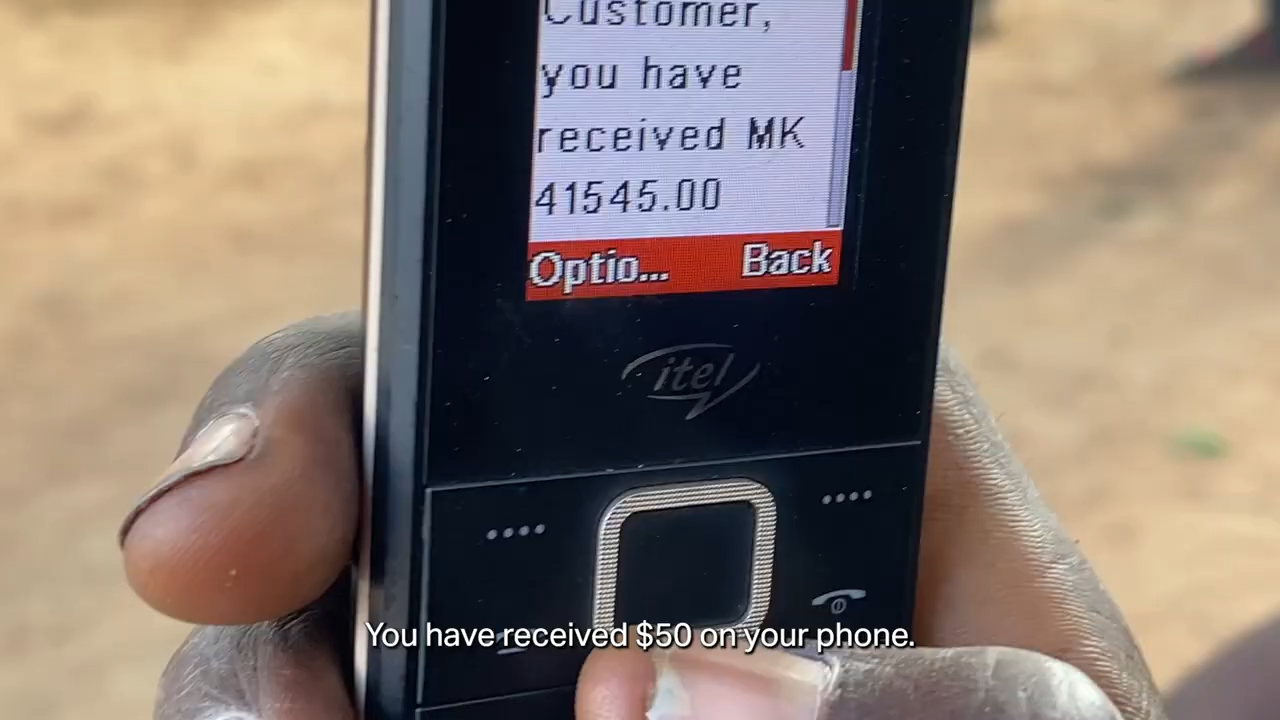 Customer,
you have
received MK
41545.00
Optio... Back
itel
You have received $50 on your phone.